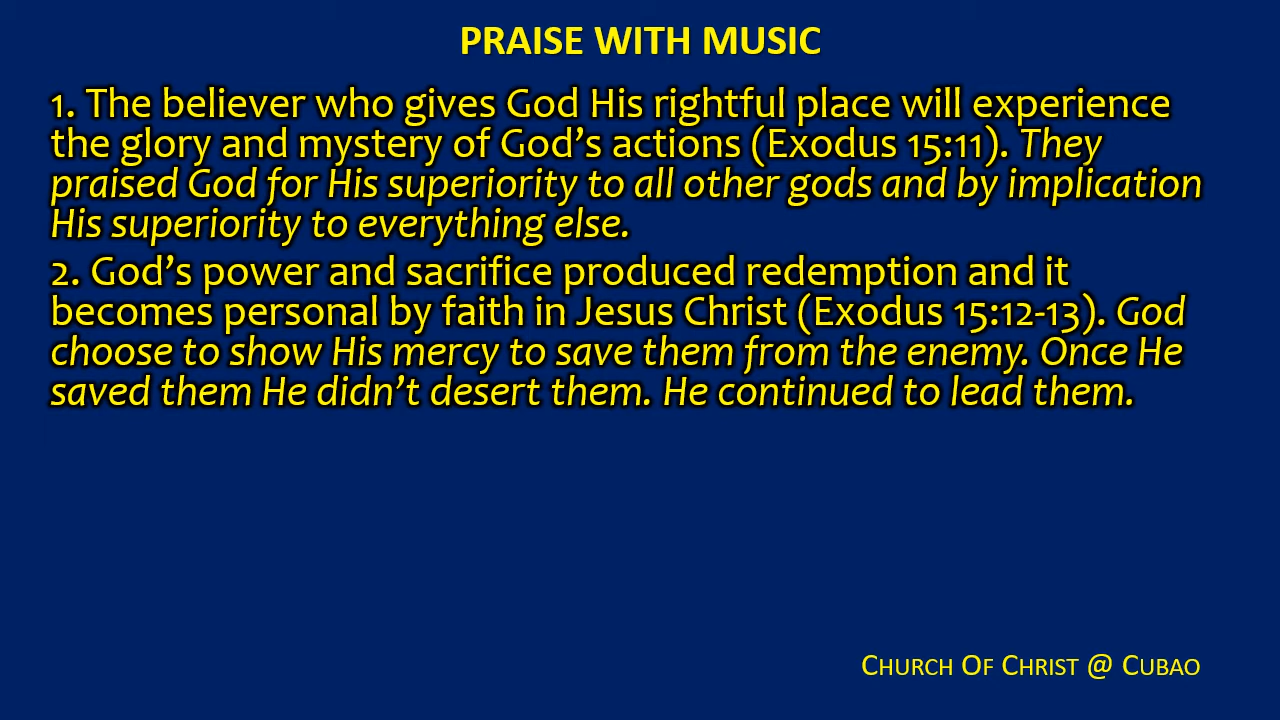 PRAISE WITH MUSIC
1. The believer who gives God His rightful place will experience
the glory and mystery of God’s actions (Exodus 15:11). They
praised God for His superiority to all other gods and by implication
His superiority to everything else.
2. God’s power and sacrifice produced redemption and it
becomes personal by faith in Jesus Christ (Exodus 15:12-13). God
choose to show His mercy to save them from the enemy. Once He
saved them He didn’t desert them. He continued to lead them.
CHURCH OF CHRIST @ CUBAO